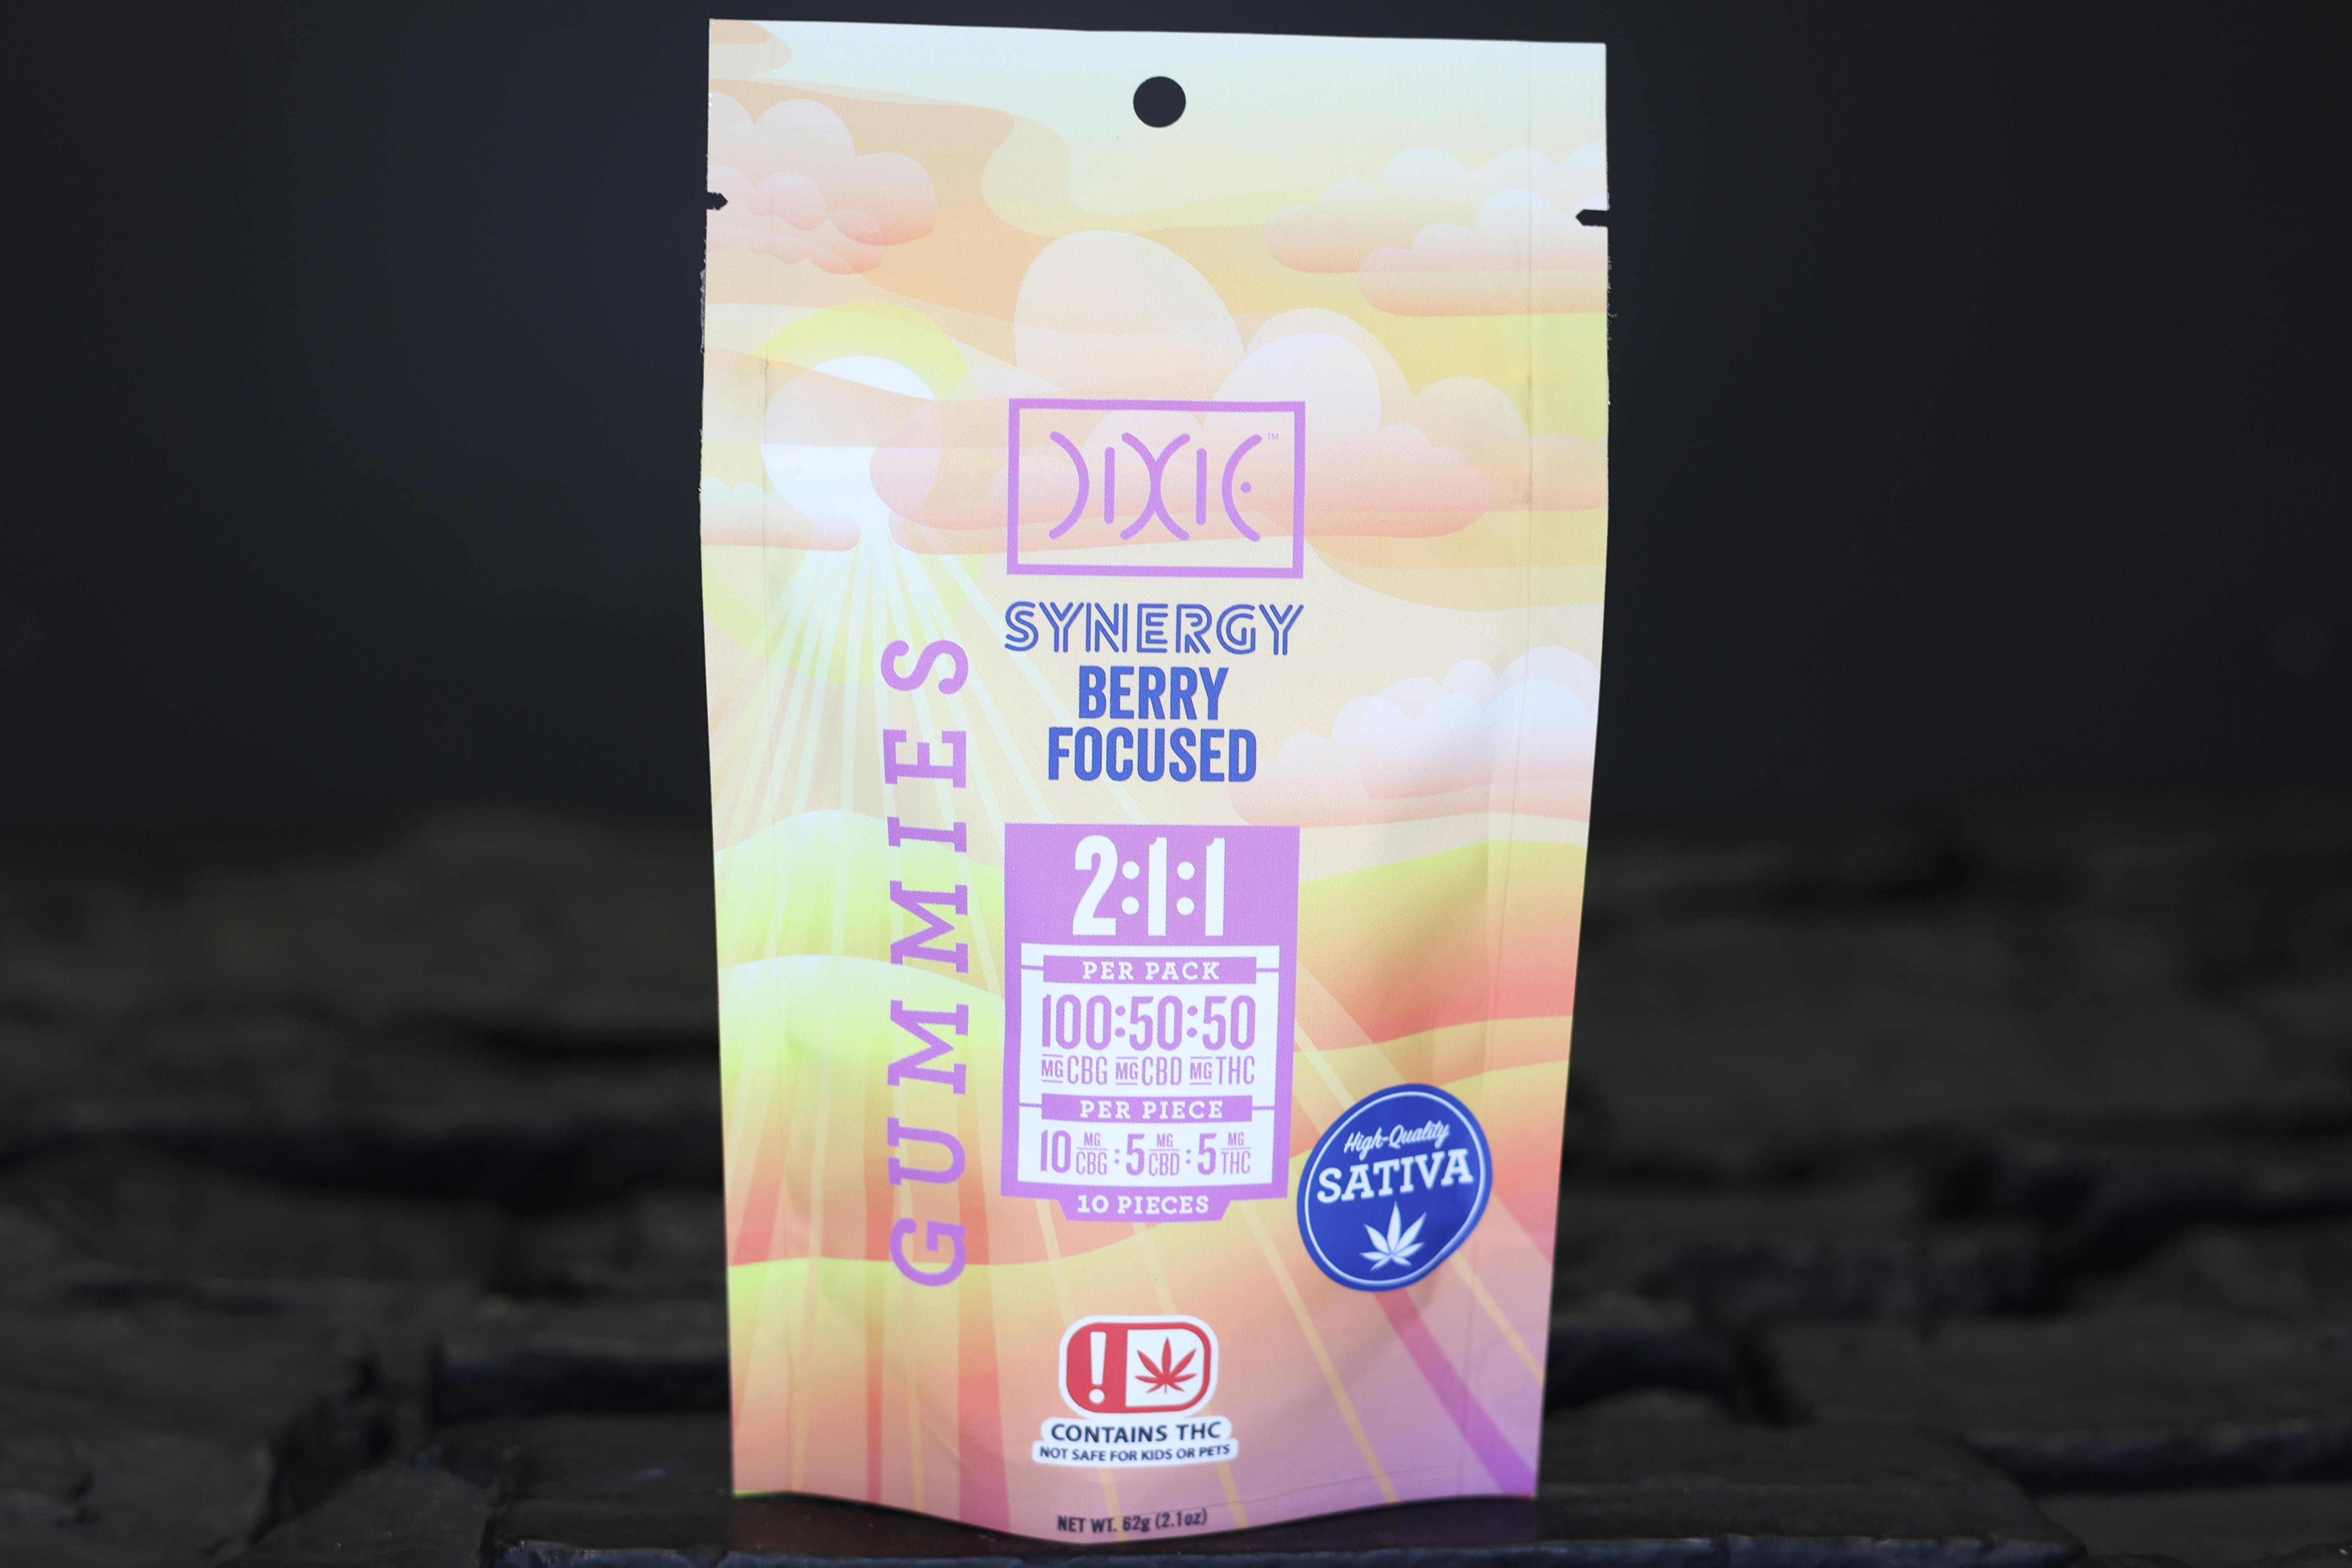 DIXIE™
SYNERGY
BERRY
FOCUSED
GUMMIES
2:1:1
PER PACK
100:50:50
MG CBG MG CBD MG THC
PER PIECE
10 MG CBG : 5 MG CBD : 5 MG THC
10 PIECES
High-Quality
SATIVA
!
CONTAINS THC
NOT SAFE FOR KIDS OR PETS
NET WT. 62g (2.1oz)